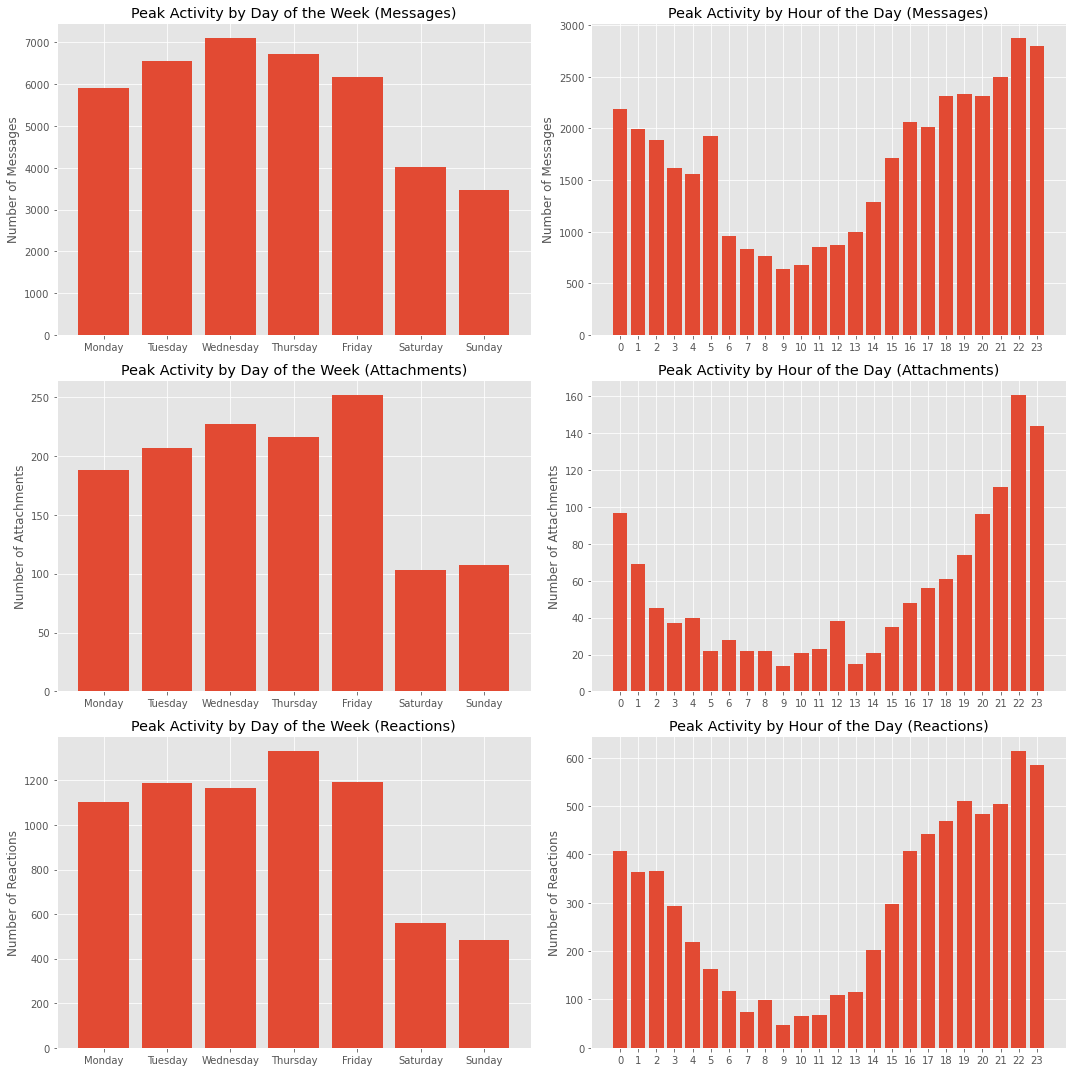 Peak Activity by Day of the Week (Messages)
Number of Messages
7000
6000
5000
4000
3000
2000
1000
0
Monday Tuesday Wednesday Thursday Friday Saturday Sunday
Peak Activity by Hour of the Day (Messages)
Number of Messages
3000
2500
2000
1500
1000
500
0
0 1 2 3 4 5 6 7 8 9 10 11 12 13 14 15 16 17 18 19 20 21 22 23
Peak Activity by Day of the Week (Attachments)
Number of Attachments
250
200
150
100
50
0
Monday Tuesday Wednesday Thursday Friday Saturday Sunday
Peak Activity by Hour of the Day (Attachments)
Number of Attachments
160
140
120
100
80
60
40
20
0
0 1 2 3 4 5 6 7 8 9 10 11 12 13 14 15 16 17 18 19 20 21 22 23
Peak Activity by Day of the Week (Reactions)
Number of Reactions
1200
1000
800
600
400
200
0
Monday Tuesday Wednesday Thursday Friday Saturday Sunday
Peak Activity by Hour of the Day (Reactions)
Number of Reactions
600
500
400
300
200
100
0
0 1 2 3 4 5 6 7 8 9 10 11 12 13 14 15 16 17 18 19 20 21 22 23